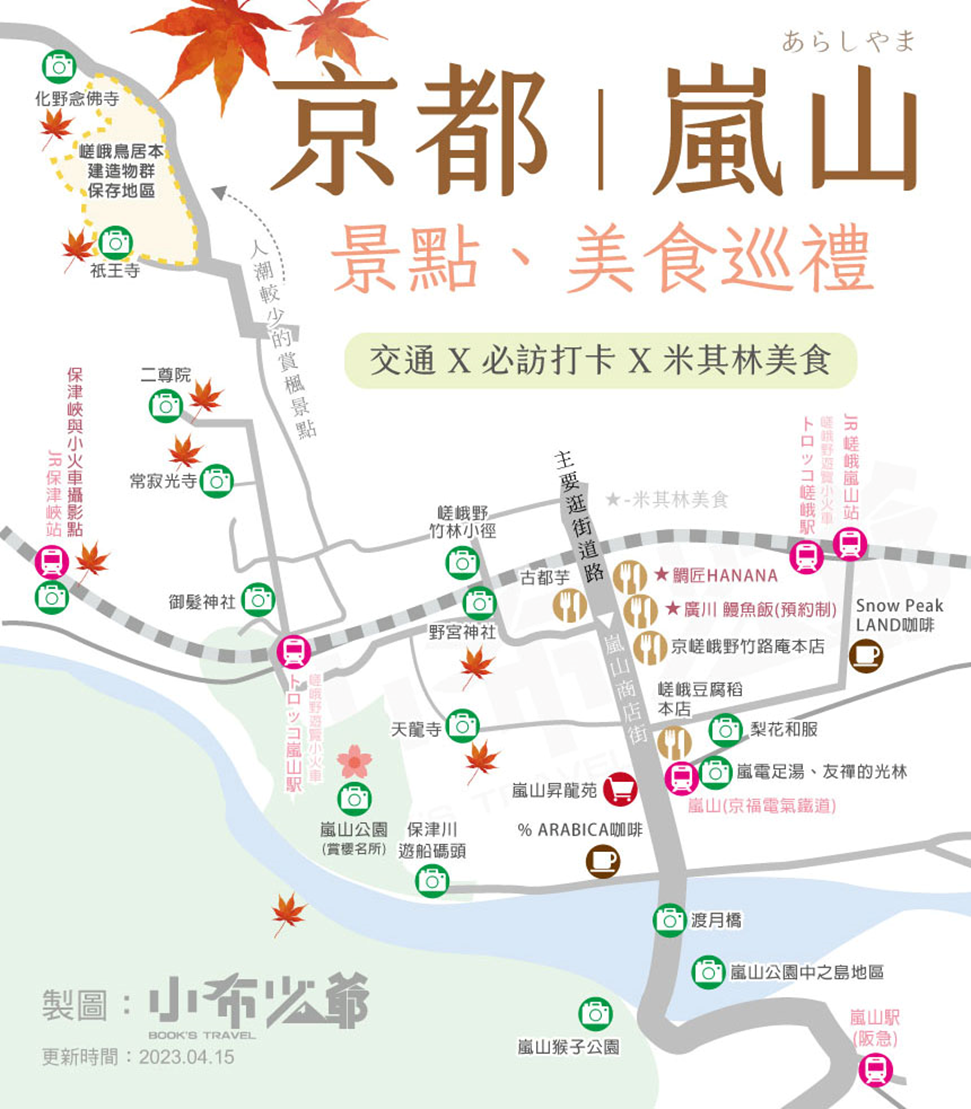 あらしやま
京都｜嵐山
景點、美食巡禮
交通 X 必訪打卡 X 米其林美食
化野念佛寺
嵯峨鳥居本
建造物群
保存地區
祇王寺
人潮較少的賞楓景點
二尊院
常寂光寺
保津峽與小火車攝影點
JR保津峽站
御髮神社
嵯峨野
竹林小徑
野宮神社
主要逛街道路
★-米其林美食
JR嵯峨嵐山站
嵯峨野遊覽小火車
トロッコ嵯峨駅
古都芋
★鯛匠HANANA
★廣川 鰻魚飯(預約制)
京嵯峨野竹路庵本店
Snow Peak
LAND咖啡
嵐山商店街
嵯峨豆腐稻
本店
梨花和服
嵐電足湯、友禪的光林
嵐山(京福電氣鐵道)
嵯峨野遊覽小火車
トロッコ嵐山駅
天龍寺
嵐山昇龍苑
% ARABICA咖啡
嵐山公園
(賞櫻名所)
保津川
遊船碼頭
渡月橋
嵐山公園中之島地區
嵐山猴子公園
嵐山駅
(阪急)
製圖：小布少爺
BOOK'S TRAVEL
更新時間：2023.04.15